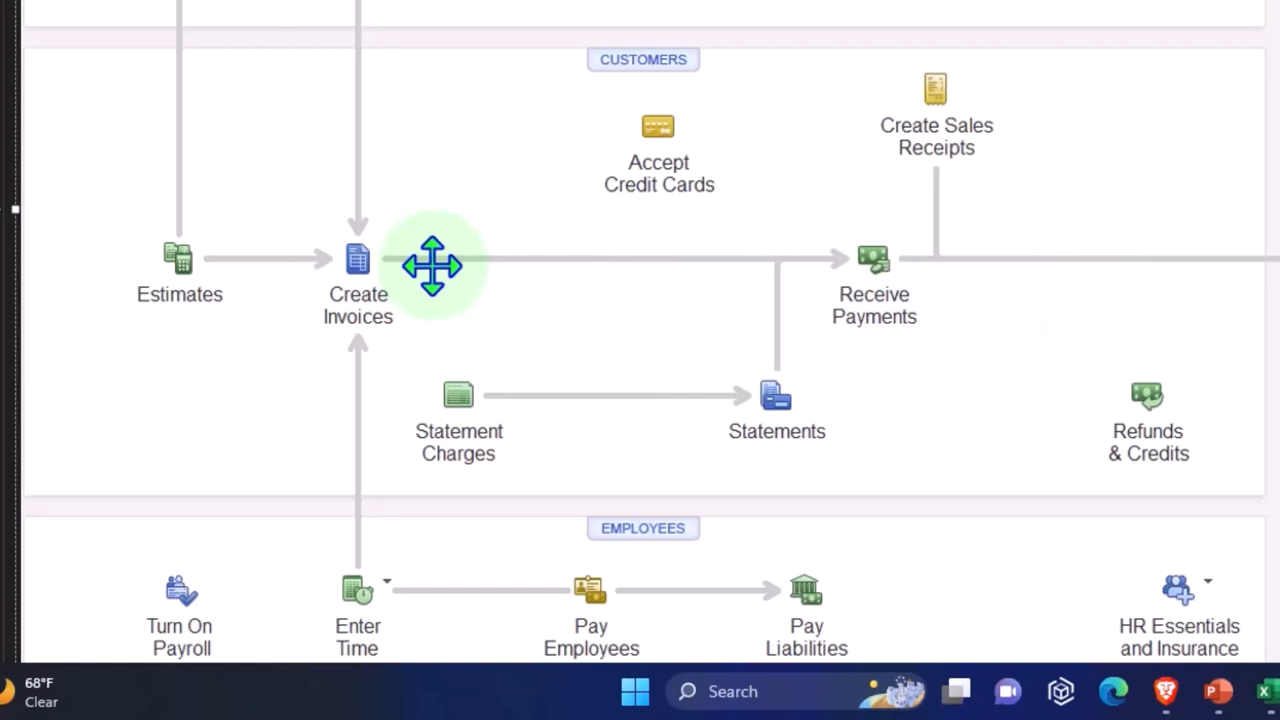 CUSTOMERS
Create Sales
Receipts
Accept
Credit Cards
Estimates
Create
Invoices
Receive
Payments
Statement
Charges
Statements
Refunds
& Credits
EMPLOYEES
Turn On
Payroll
Enter
Time
Pay
Employees
Pay
Liabilities
HR Essentials
and Insurance
68°F
Clear
Search